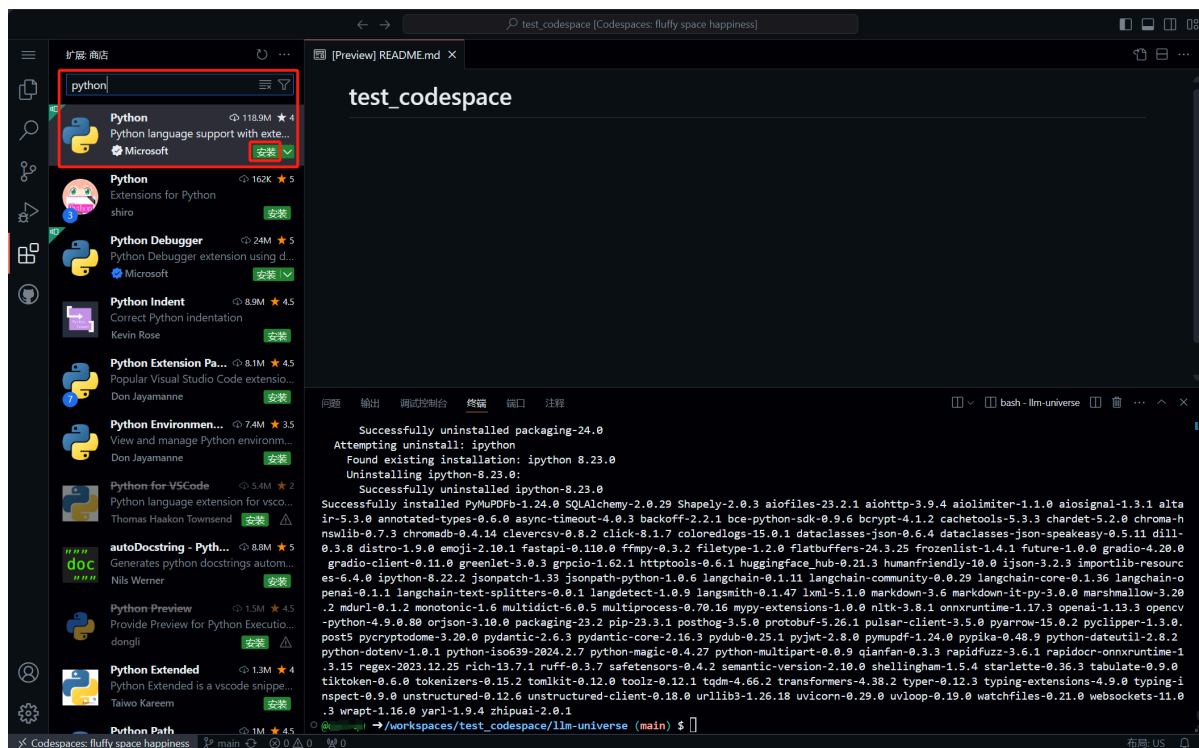 test_codespace [Codespaces: fluffy space happiness]
扩展: 商店
python
Python 118.9M ★ 4
Python language support with exte...
Microsoft 安装
Python 162K ★ 5
Extensions for Python
shiro 安装
3
Python Debugger 24M ★ 5
Python Debugger extension using d...
Microsoft 安装
Python Indent 8.9M ★ 4.5
Correct Python indentation
Kevin Rose 安装
Python Extension Pa... 8.1M ★ 4.5
Popular Visual Studio Code extensio...
Don Jayamanne 安装
7
Python Environmen... 7.4M ★ 3.5
View and manage Python environm...
Don Jayamanne 安装
Python for VSCode 5.4M ★ 2
Python language extension for vsco...
Thomas Haakon Townsend 安装
autoDocstring - Pyth... 8.8M ★ 5
Generates python docstrings autom...
Nils Werner 安装
""" doc """
Python Preview 1.5M ★ 4.5
Provide Preview for Python Executio...
dongli 安装
Python Extended 1.3M ★ 4
Python Extended is a vscode snippe...
Taiwo Kareem 安装
Python Path 1M ★ 4.5
[Preview] README.md
test_codespace
问题 输出 调试控制台 终端 端口 注释
bash - llm-universe
Successfully uninstalled packaging-24.0
Attempting uninstall: ipython
Found existing installation: ipython 8.23.0
Uninstalling ipython-8.23.0:
Successfully uninstalled ipython-8.23.0
Successfully installed PyMuPDFb-1.24.0 SQLAlchemy-2.0.29 Shapely-2.0.3 aiofiles-23.2.1 aiohttp-3.9.4 aiolimiter-1.1.0 aiosignal-1.3.1 alta
ir-5.3.0 annotated-types-0.6.0 async-timeout-4.0.3 backoff-2.2.1 bce-python-sdk-0.9.6 bcrypt-4.1.2 cachetools-5.3.3 chardet-5.2.0 chroma-h
nswlib-0.7.3 chromadb-0.4.14 clevercsv-0.8.2 click-8.1.7 coloredlogs-15.0.1 dataclasses-json-0.6.4 dataclasses-json-speakeasy-0.5.11 dill-
0.3.8 distro-1.9.0 emoji-2.10.1 fastapi-0.110.0 ffmpy-0.3.2 filetype-1.2.0 flatbuffers-24.3.25 frozenlist-1.4.1 future-1.0.0 gradio-4.20.0
gradio-client-0.11.0 greenlet-3.0.3 grpcio-1.62.1 httptools-0.6.1 huggingface_hub-0.21.3 humanfriendly-10.0 ijson-3.2.3 importlib-resourc
es-6.4.0 ipython-8.22.2 jsonpatch-1.33 jsonpath-python-1.0.6 langchain-0.1.11 langchain-community-0.0.29 langchain-core-0.1.36 langchain-o
penai-0.1.1 langchain-text-splitters-0.0.1 langdetect-1.0.9 langsmith-0.1.47 lxml-5.1.0 markdown-3.6 markdown-it-py-3.0.0 marshmallow-3.20
.2 mdurl-0.1.2 monotonic-1.6 multidict-6.0.5 multiprocess-0.70.16 mypy-extensions-1.0.0 nltk-3.8.1 onnxruntime-1.17.3 openai-1.13.3 opencv
-python-4.9.0.80 orjson-3.10.0 packaging-23.2 pip-23.3.1 posthog-3.5.0 protobuf-5.26.1 pulsar-client-3.5.0 pyarrow-15.0.2 pyclipper-1.3.0.
post5 pycryptodome-3.20.0 pydantic-2.6.3 pydantic-core-2.16.3 pydub-0.25.1 pyjwt-2.8.0 pymupdf-1.24.0 pypika-0.48.9 python-dateutil-2.8.2
python-dotenv-1.0.1 python-iso639-2024.2.7 python-magic-0.4.27 python-multipart-0.0.9 qianfan-0.3.3 rapidfuzz-3.6.1 rapidocr-onnxruntime-1
.3.15 regex-2023.12.25 rich-13.7.1 ruff-0.3.7 safetensors-0.4.2 semantic-version-2.10.0 shellingham-1.5.4 starlette-0.36.3 tabulate-0.9.0
tiktoken-0.6.0 tokenizers-0.15.2 tomlkit-0.12.0 toolz-0.12.1 tqdm-4.66.2 transformers-4.38.2 typer-0.12.3 typing-extensions-4.9.0 typing-i
nspect-0.9.0 unstructured-0.12.6 unstructured-client-0.18.0 urllib3-1.26.18 uvicorn-0.29.0 uvloop-0.19.0 watchfiles-0.21.0 websockets-11.0
.3 wrapt-1.16.0 yarl-1.9.4 zhipuai-2.0.1
@ → /workspaces/test_codespace/llm-universe (main) $
Codespaces: fluffy space happiness main 0 0 0 布局: US